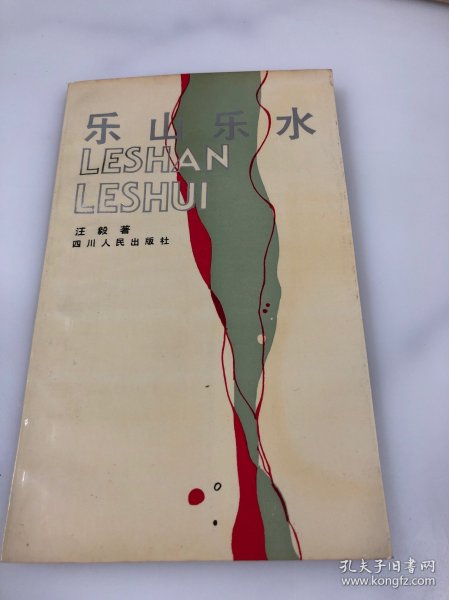 乐山乐水
LESHAN
LESHUI
汪毅著
四川人民出版社
孔夫子旧书网
www.kongfz.com